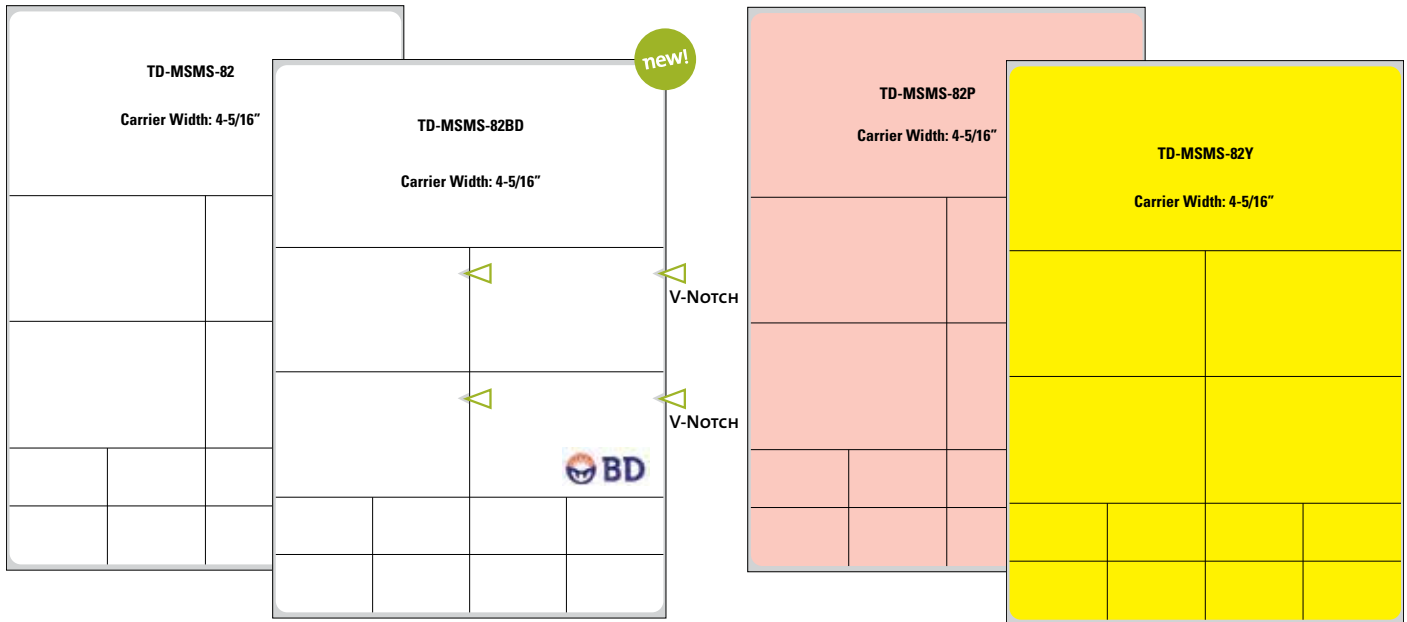 TD-MSMS-82
Carrier Width: 4-5/16"
new!
TD-MSMS-82BD
Carrier Width: 4-5/16"
V-NOTCH
V-NOTCH
BD
TD-MSMS-82P
Carrier Width: 4-5/16"
TD-MSMS-82Y
Carrier Width: 4-5/16"